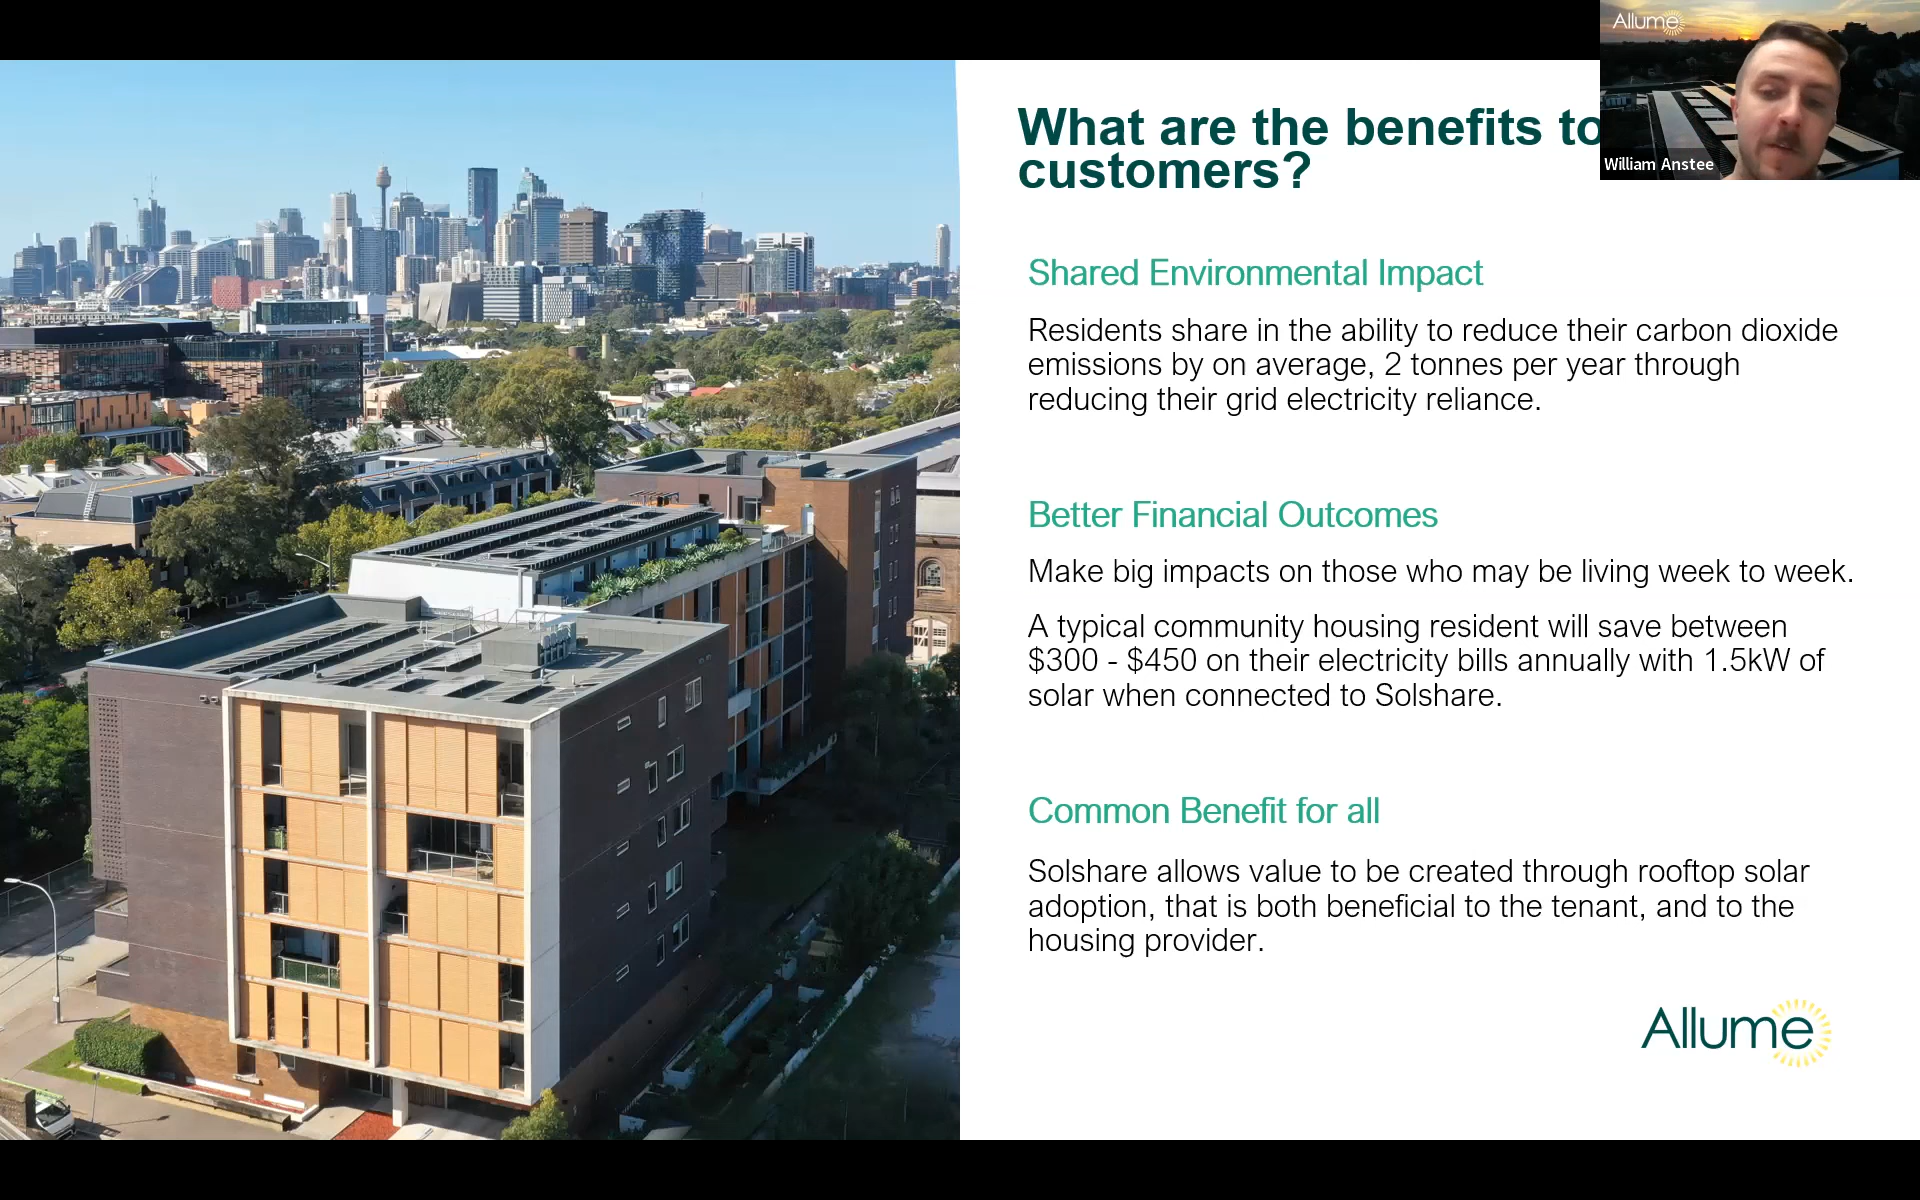 Allume
William Anstee
What are the benefits to
customers?
Shared Environmental Impact
Residents share in the ability to reduce their carbon dioxide
emissions by on average, 2 tonnes per year through
reducing their grid electricity reliance.
Better Financial Outcomes
Make big impacts on those who may be living week to week.
A typical community housing resident will save between
$300 - $450 on their electricity bills annually with 1.5kW of
solar when connected to Solshare.
Common Benefit for all
Solshare allows value to be created through rooftop solar
adoption, that is both beneficial to the tenant, and to the
housing provider.
Allume